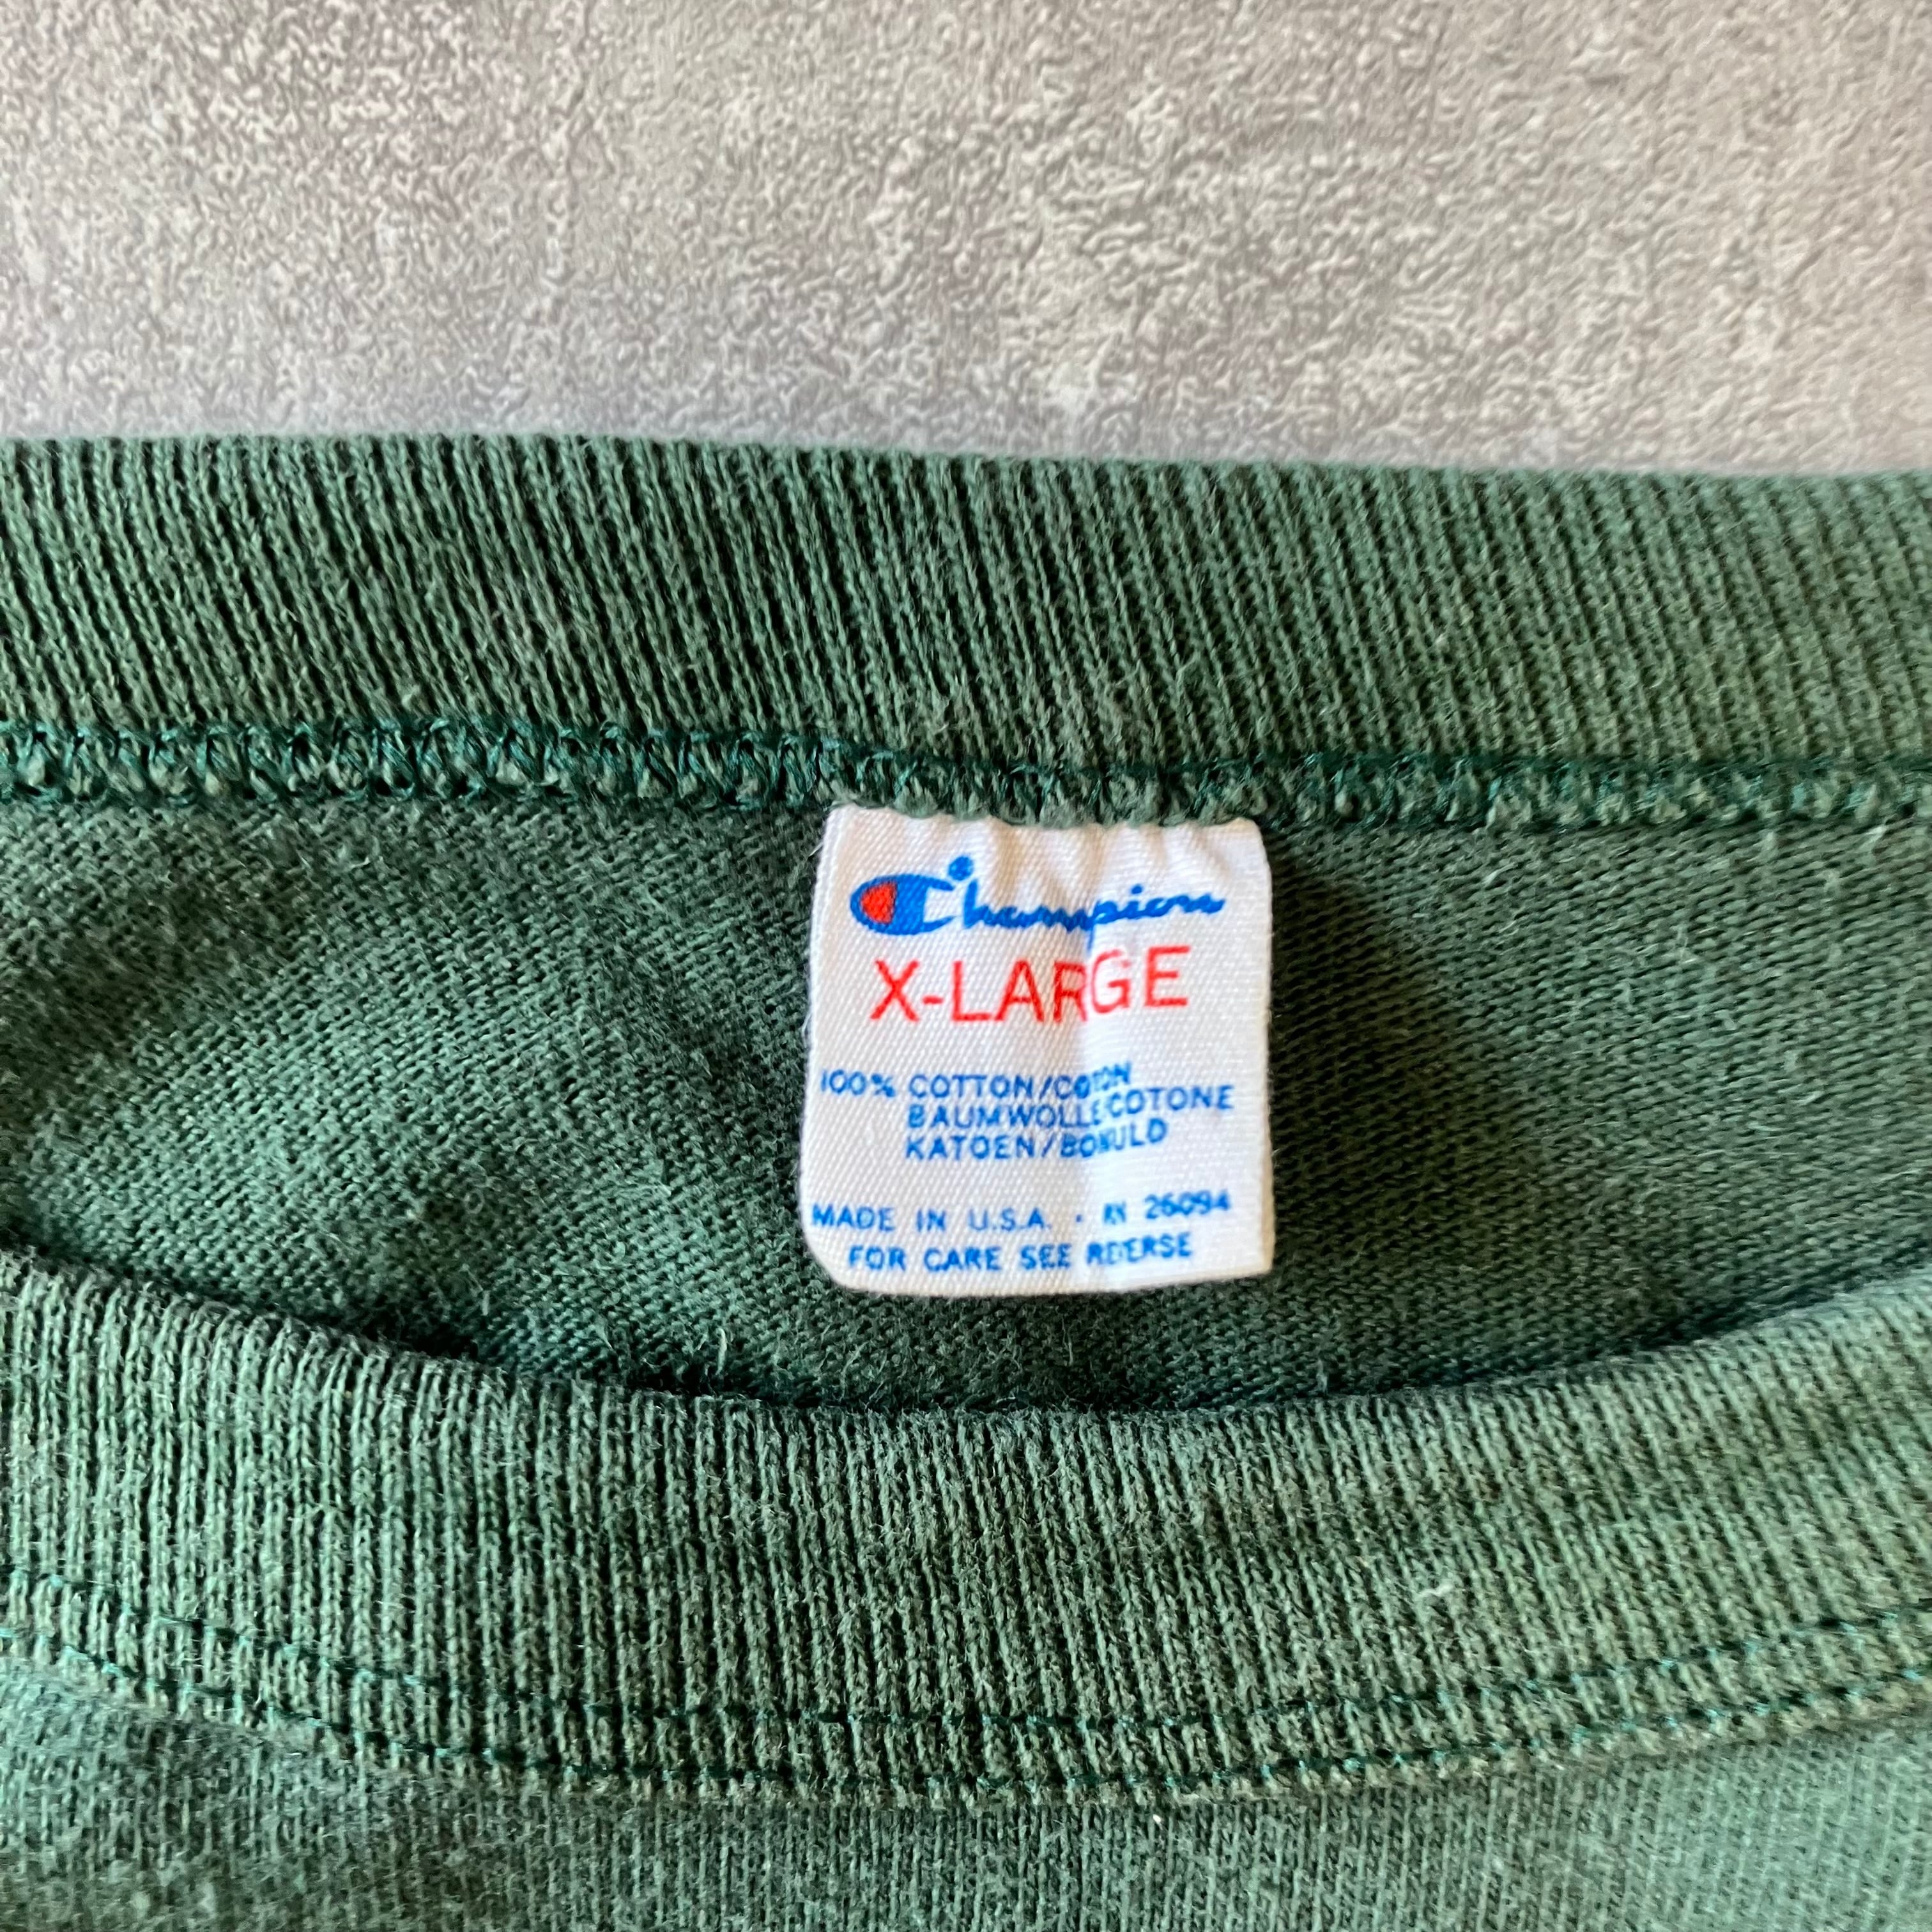 Champion®
X-LARGE
100% COTTON/COTON
BAUMWOLLE/COTONE
KATOEN/BOMULD
MADE IN U.S.A. · RN 26094
FOR CARE SEE REVERSE